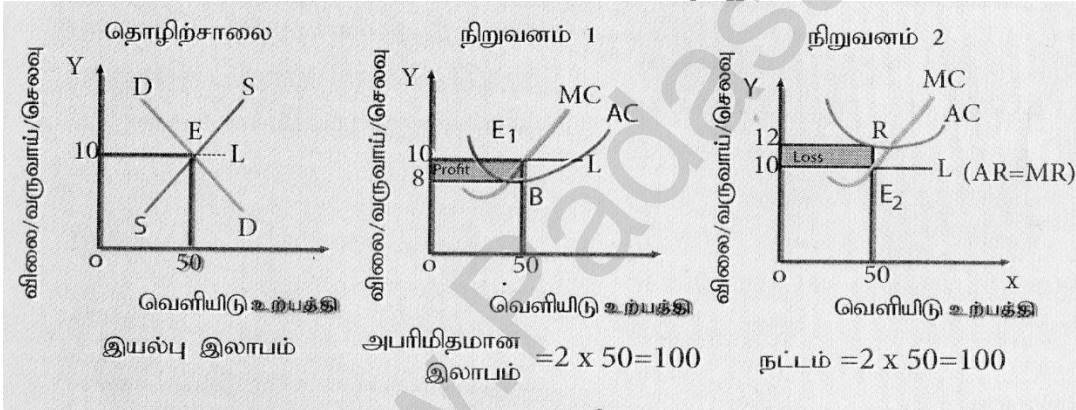 தொழிற்சாலை
விலை/வருவாய்/செலவு
Y
D
S
E
10
L
S
D
O
50
வெளியிடு உற்பத்தி
இயல்பு இலாபம்
நிறுவனம் 1
விலை/வருவாய்/செலவு
Y
MC
AC
E1
10
L
Profit
8
B
O
50
வெளியிடு உற்பத்தி
அபரிமிதமான
இலாபம் =2 x 50=100
நிறுவனம் 2
விலை/வருவாய்/செலவு
Y
MC
AC
12
R
Loss
10
L (AR=MR)
E2
O
50
x
வெளியிடு உற்பத்தி
நட்டம் =2 x 50=100